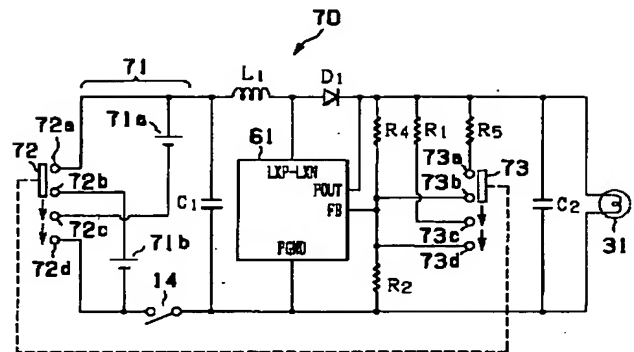 70
71
L1
D1
72a
71a
72
72b
72c
72d
71b
14
C1
61
LXP-LXN
POUT
FB
PGND
R4
R1
R5
73a
73
73b
73c
73d
R2
C2
31